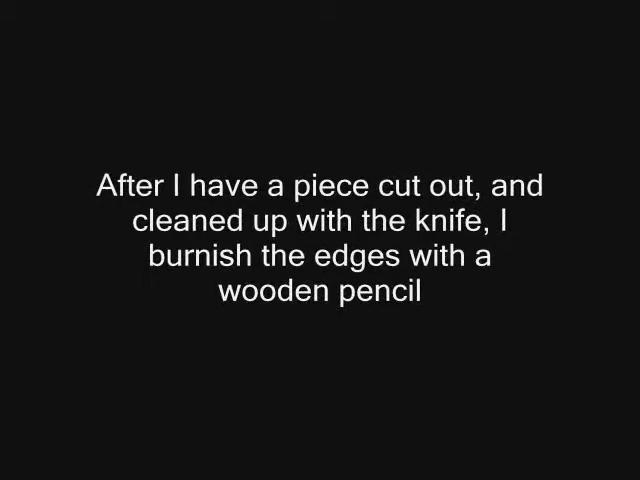 After I have a piece cut out, and
cleaned up with the knife, I
burnish the edges with a
wooden pencil